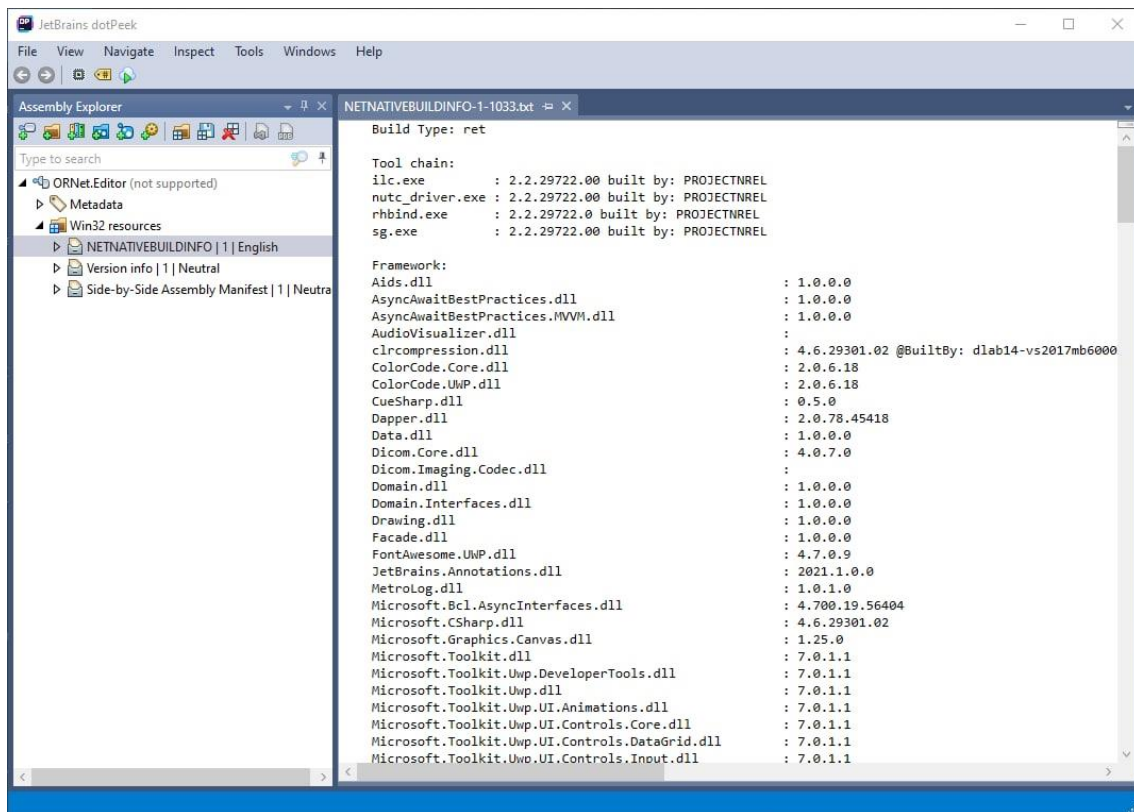 JetBrains dotPeek
File View Navigate Inspect Tools Windows Help
Assembly Explorer
Type to search
ORNet.Editor (not supported)
Metadata
Win32 resources
NETNATIVEBUILDINFO | 1 | English
Version info | 1 | Neutral
Side-by-Side Assembly Manifest | 1 | Neutra
NETNATIVEBUILDINFO-1-1033.txt
Build Type: ret
Tool chain:
ilc.exe : 2.2.29722.00 built by: PROJECTNREL
nutc_driver.exe : 2.2.29722.00 built by: PROJECTNREL
rhbind.exe : 2.2.29722.0 built by: PROJECTNREL
sg.exe : 2.2.29722.00 built by: PROJECTNREL
Framework:
Aids.dll : 1.0.0.0
AsyncAwaitBestPractices.dll : 1.0.0.0
AsyncAwaitBestPractices.MVVM.dll : 1.0.0.0
AudioVisualizer.dll :
clrcompression.dll : 4.6.29301.02 @BuiltBy: dlab14-vs2017mb6000
ColorCode.Core.dll : 2.0.6.18
ColorCode.UWP.dll : 2.0.6.18
CueSharp.dll : 0.5.0
Dapper.dll : 2.0.78.45418
Data.dll : 1.0.0.0
Dicom.Core.dll : 4.0.7.0
Dicom.Imaging.Codec.dll :
Domain.dll : 1.0.0.0
Domain.Interfaces.dll : 1.0.0.0
Drawing.dll : 1.0.0.0
Facade.dll : 1.0.0.0
FontAwesome.UWP.dll : 4.7.0.9
JetBrains.Annotations.dll : 2021.1.0.0
MetroLog.dll : 1.0.1.0
Microsoft.Bcl.AsyncInterfaces.dll : 4.700.19.56404
Microsoft.CSharp.dll : 4.6.29301.02
Microsoft.Graphics.Canvas.dll : 1.25.0
Microsoft.Toolkit.dll : 7.0.1.1
Microsoft.Toolkit.Uwp.DeveloperTools.dll : 7.0.1.1
Microsoft.Toolkit.Uwp.dll : 7.0.1.1
Microsoft.Toolkit.Uwp.UI.Animations.dll : 7.0.1.1
Microsoft.Toolkit.Uwp.UI.Controls.Core.dll : 7.0.1.1
Microsoft.Toolkit.Uwp.UI.Controls.DataGrid.dll : 7.0.1.1
Microsoft.Toolkit.Uwp.UI.Controls.Input.dll : 7.0.1.1